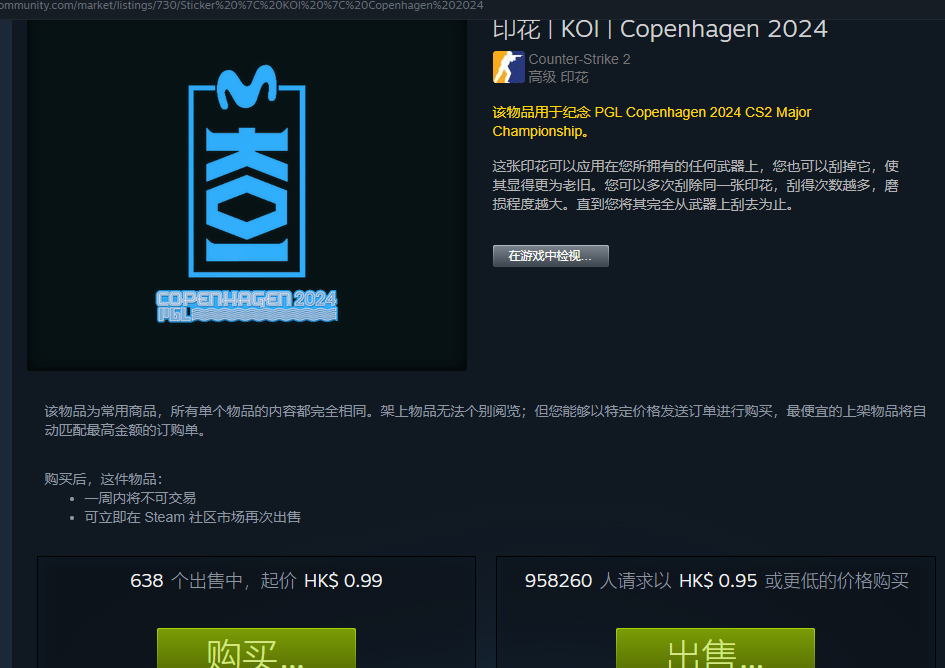 ommunity.com/market/listings/730/Sticker%20%7C%20KOI%20%7C%20Copenhagen%202024
印花 | KOI | Copenhagen 2024
Counter-Strike 2
高级 印花
该物品用于纪念 PGL Copenhagen 2024 CS2 Major
Championship。
这张印花可以应用在您所拥有的任何武器上，您也可以刮掉它，使
其显得更为老旧。您可以多次刮除同一张印花，刮得次数越多，磨
损程度越大。直到您将其完全从武器上刮去为止。
在游戏中检视...
KOI
COPENHAGEN 2024
PGL
该物品为常用商品，所有单个物品的内容都完全相同。架上物品无法个别阅览；但您能够以特定价格发送订单进行购买，最便宜的上架物品将自
动匹配最高金额的订购单。
购买后，这件物品：
• 一周内将不可交易
• 可立即在 Steam 社区市场再次出售
638 个出售中，起价 HK$ 0.99
购买...
958260 人请求以 HK$ 0.95 或更低的价格购买
出售...